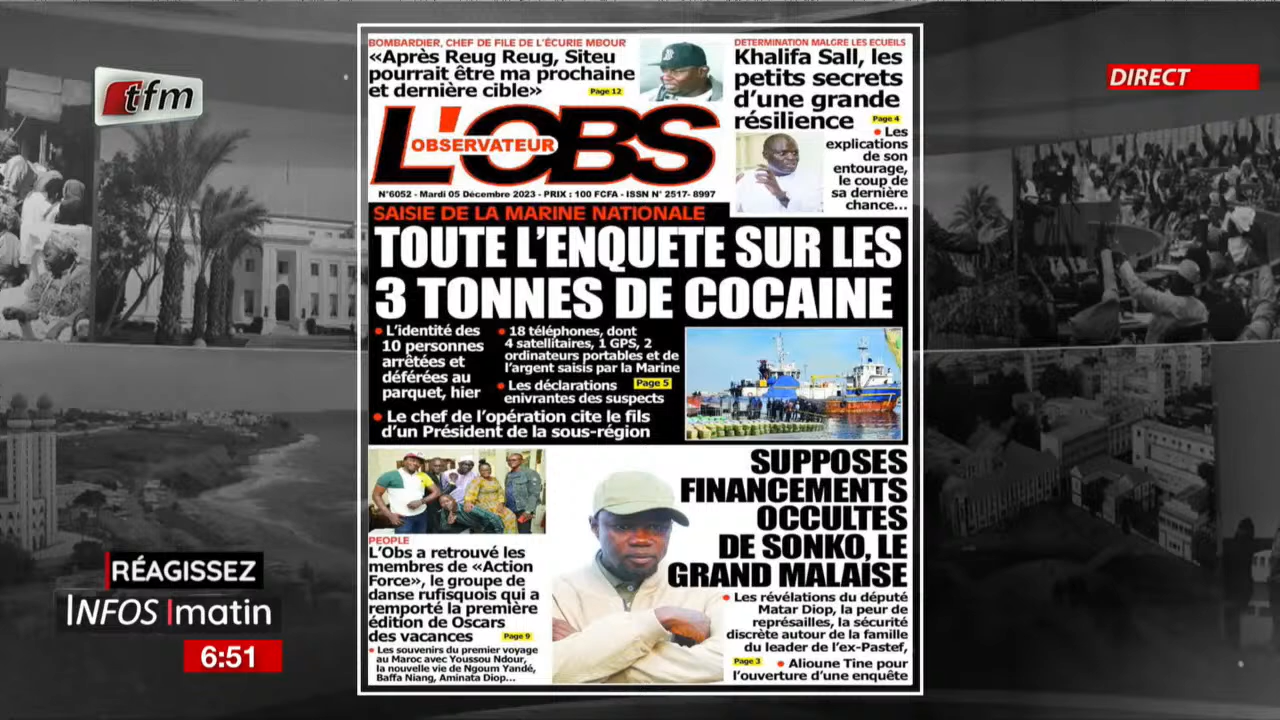 tfm
DIRECT
BOMBARDIER, CHEF DE FILE DE L'ÉCURIE MBOUR
«Après Reug Reug, Siteu
pourrait être ma prochaine
et dernière cible»
Page 12
DETERMINATION MALGRE LES ECUEILS
Khalifa Sall, les
petits secrets
d'une grande
résilience
Page 4
• Les
explications
de son
entourage,
le coup de
sa dernière
chance...
L'OBS
OBSERVATEUR
N°6052 - Mardi 05 Décembre 2023 - PRIX : 100 FCFA - ISSN N° 2517- 8997
SAISIE DE LA MARINE NATIONALE
TOUTE L'ENQUETE SUR LES
3 TONNES DE COCAINE
• L'identité des
10 personnes
arrêtées et
déférées au
parquet, hier
• 18 téléphones, dont
4 satellitaires, 1 GPS, 2
ordinateurs portables et de
l'argent saisis par la Marine
• Les déclarations
enivrantes des suspects
Page 5
• Le chef de l'opération cite le fils
d'un Président de la sous-région
PEOPLE
L'Obs a retrouvé les
membres de «Action
Force», le groupe de
danse rufisquois qui a
remporté la première
édition de Oscars
des vacances
Page 9
• Les souvenirs du premier voyage
au Maroc avec Youssou Ndour,
la nouvelle vie de Ngoum Yandé,
Baffa Niang, Aminata Diop...
SUPPOSES
FINANCEMENTS
OCCULTES
DE SONKO, LE
GRAND MALAISE
• Les révélations du député
Matar Diop, la peur de
représailles, la sécurité
discrète autour de la famille
du leader de l'ex-Pastef,
Page 3
• Alioune Tine pour
l'ouverture d'une enquête
RÉAGISSEZ
INFOS matin
6:51